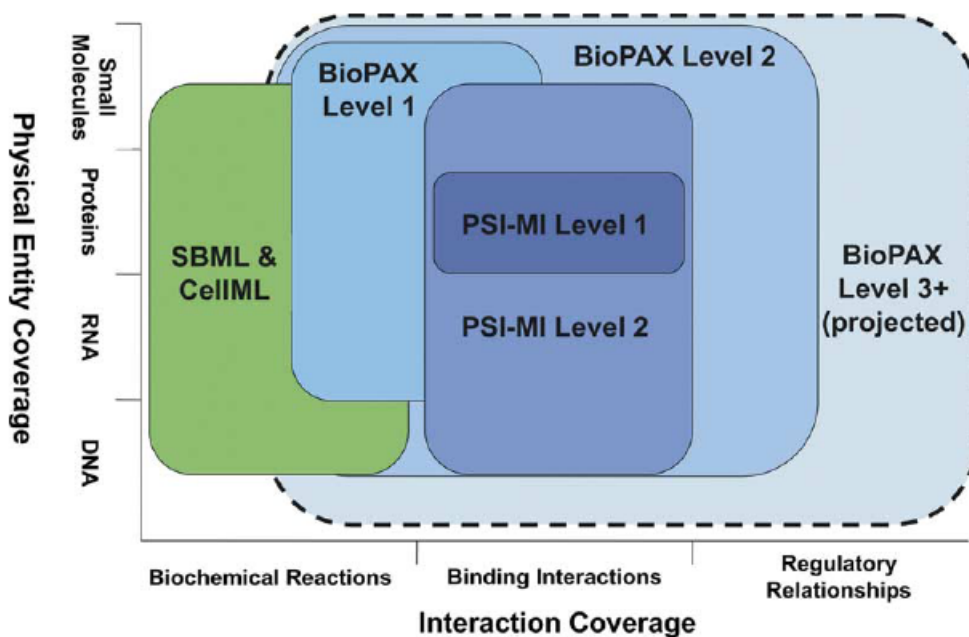 Physical Entity Coverage
Small
Molecules
Proteins
RNA
DNA
BioPAX
Level 1
BioPAX Level 2
SBML &
CellML
PSI-MI Level 1
PSI-MI Level 2
BioPAX
Level 3+
(projected)
Biochemical Reactions
Binding Interactions
Regulatory
Relationships
Interaction Coverage